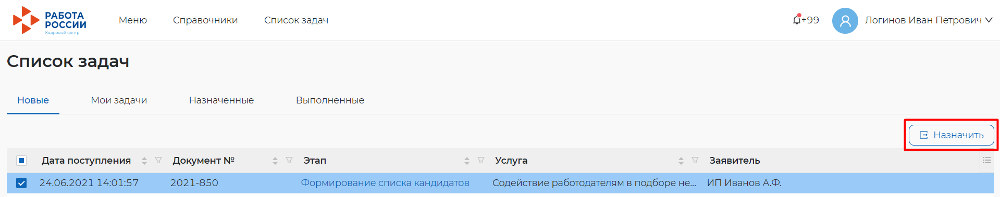 РАБОТА
РОССИИ
Кадровый центр
Меню
Справочники
Список задач
+99
Логинов Иван Петрович
Список задач
Новые
Мои задачи
Назначенные
Выполненные
Назначить
Дата поступления
Документ №
Этап
Услуга
Заявитель
24.06.2021 14:01:57
2021-850
Формирование списка кандидатов
Содействие работодателям в подборе не...
ИП Иванов А.Ф.